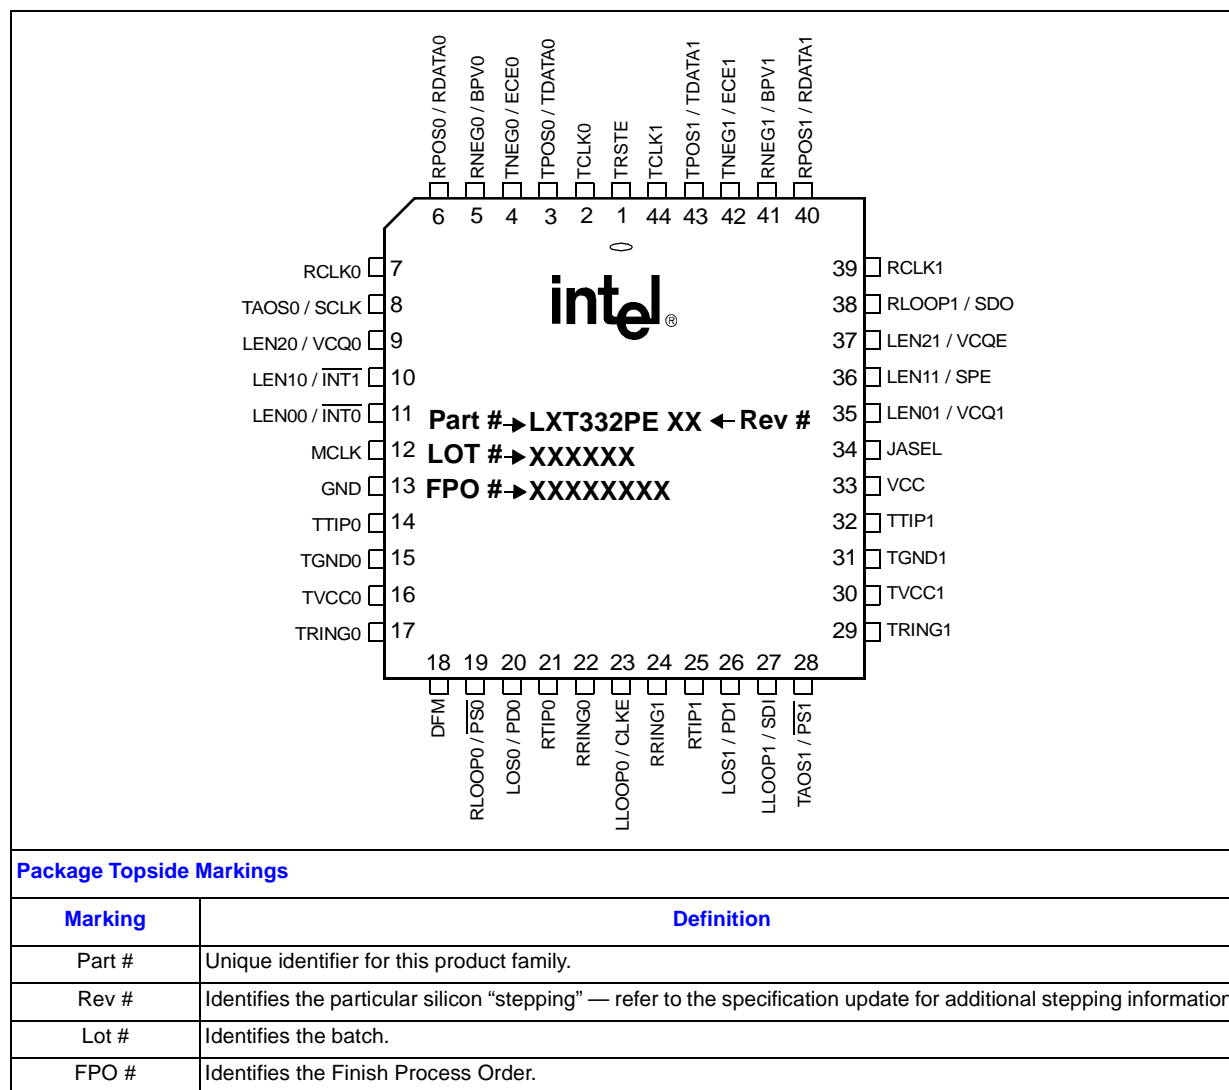 RPOS0 / RDATA0
RNEG0 / BPV0
TNEG0 / ECE0
TPOS0 / TDATA0
TCLK0
TRSTE
TCLK1
TPOS1 / TDATA1
TNEG1 / ECE1
RNEG1 / BPV1
RPOS1 / RDATA1
6 5 4 3 2 1 44 43 42 41 40
RCLK0 7
TAOS0 / SCLK 8
LEN20 / VCQ0 9
LEN10 / INT1 10
LEN00 / INT0 11
MCLK 12
GND 13
TTIP0 14
TGND0 15
TVCC0 16
TRING0 17
intel®
Part # LXT332PE XX Rev #
LOT # XXXXXX
FPO # XXXXXXXX
39 RCLK1
38 RLOOP1 / SDO
37 LEN21 / VCQE
36 LEN11 / SPE
35 LEN01 / VCQ1
34 JASEL
33 VCC
32 TTIP1
31 TGND1
30 TVCC1
29 TRING1
18 19 20 21 22 23 24 25 26 27 28
DFM
RLOOP0 / PS0
LOS0 / PD0
RTIP0
RRING0
LLOOP0 / CLKE
RRING1
RTIP1
LOS1 / PD1
LLOOP1 / SDI
TAOS1 / PS1
Package Topside Markings
Marking Definition
Part # Unique identifier for this product family.
Rev # Identifies the particular silicon “stepping” — refer to the specification update for additional stepping information
Lot # Identifies the batch.
FPO # Identifies the Finish Process Order.